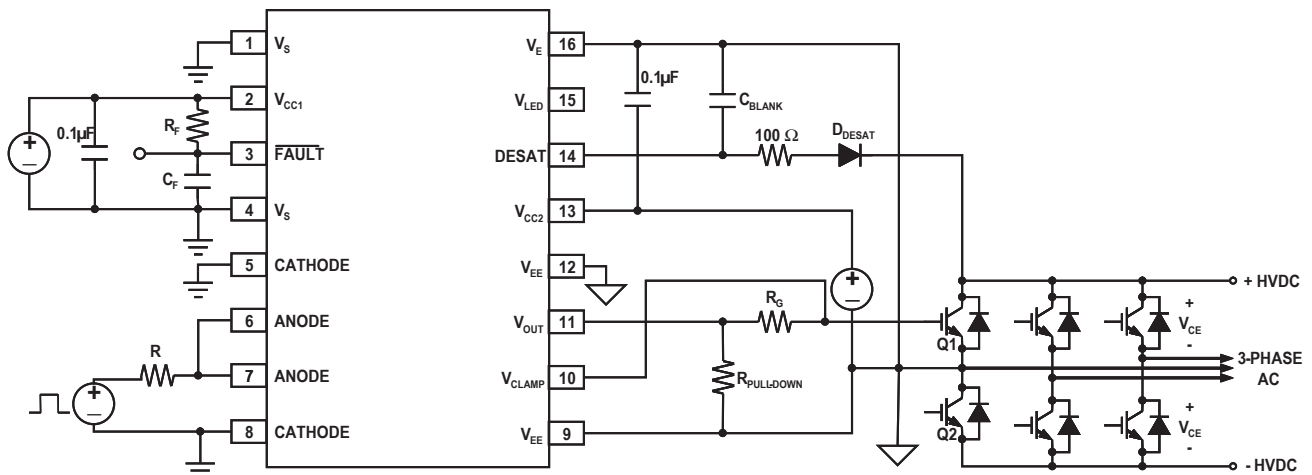 1 V_S
2 V_CC1
3 FAULT
4 V_S
5 CATHODE
6 ANODE
7 ANODE
8 CATHODE
V_E 16
V_LED 15
DESAT 14
V_CC2 13
V_EE 12
V_OUT 11
V_CLAMP 10
V_EE 9
0.1µF
R_F
C_F
+
–
R
+
–
0.1µF
C_BLANK
100 Ω
D_DESAT
+
–
R_G
R_PULL-DOWN
Q1
Q2
+ HVDC
+
V_CE
-
3-PHASE
AC
+
V_CE
-
- HVDC